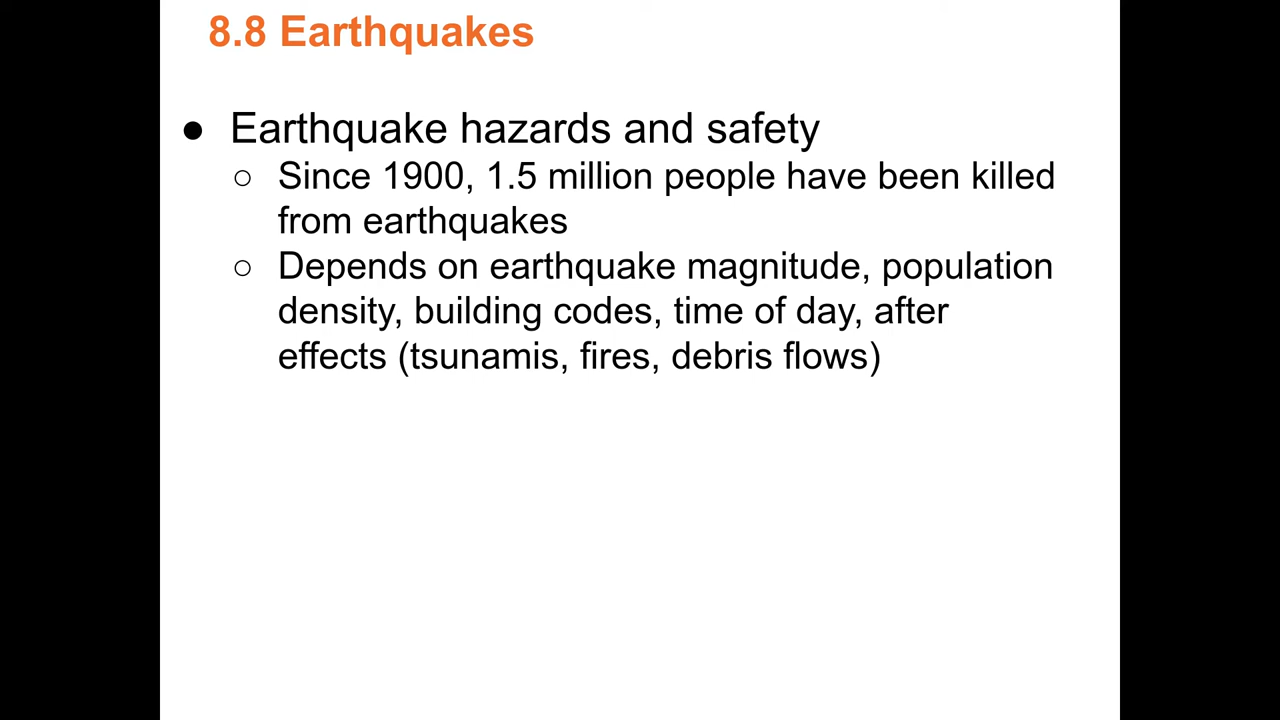 8.8 Earthquakes
● Earthquake hazards and safety
○ Since 1900, 1.5 million people have been killed
from earthquakes
○ Depends on earthquake magnitude, population
density, building codes, time of day, after
effects (tsunamis, fires, debris flows)